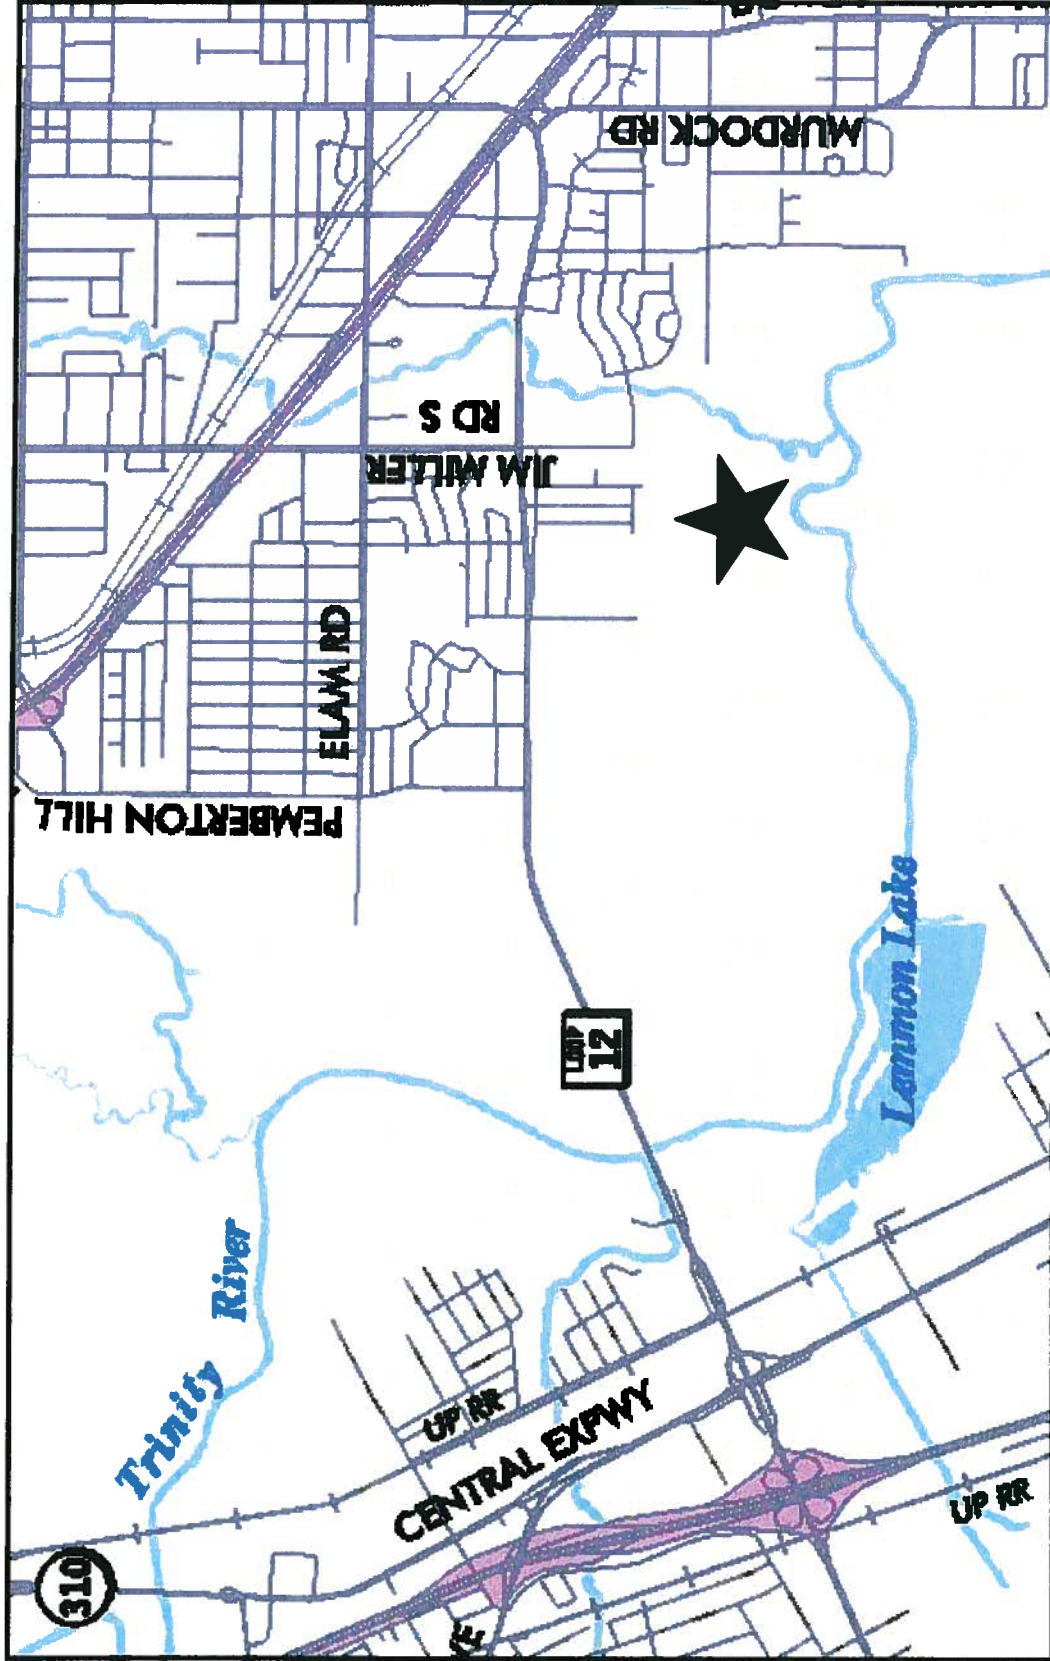 MURDOCK RD
JIM MILLER
RD S
ELAM RD
PEMBERTON HILL
LOOP
12
Lemmon Lake
Trinity
River
UP RR
CENTRAL EXPWY
UP RR
310